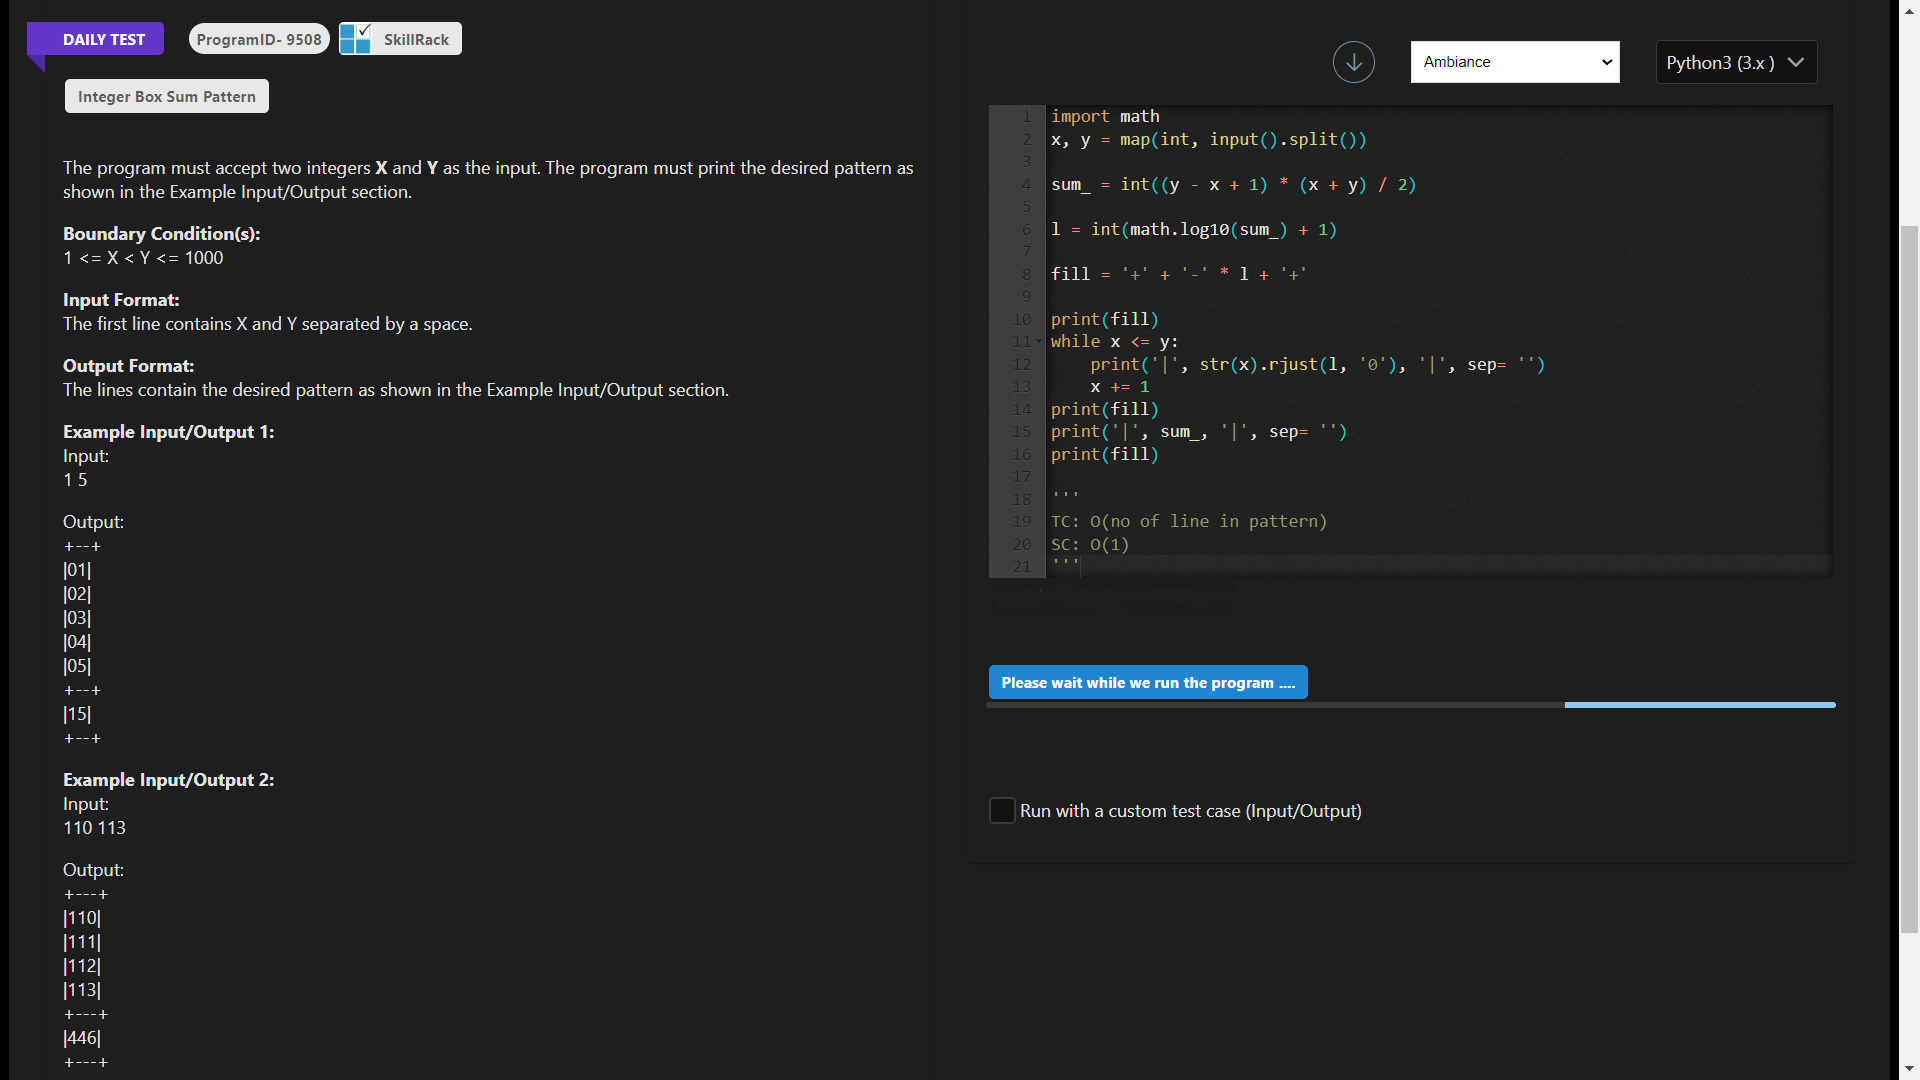 DAILY TEST
ProgramID- 9508
SkillRack
Integer Box Sum Pattern
The program must accept two integers X and Y as the input. The program must print the desired pattern as
shown in the Example Input/Output section.
Boundary Condition(s):
1 <= X < Y <= 1000
Input Format:
The first line contains X and Y separated by a space.
Output Format:
The lines contain the desired pattern as shown in the Example Input/Output section.
Example Input/Output 1:
Input:
1 5
Output:
+--+
|01|
|02|
|03|
|04|
|05|
+--+
|15|
+--+
Example Input/Output 2:
Input:
110 113
Output:
+---+
|110|
|111|
|112|
|113|
+---+
|446|
+---+
Ambiance
Python3 (3.x )
1 import math
2 x, y = map(int, input().split())
3
4 sum_ = int((y - x + 1) * (x + y) / 2)
5
6 l = int(math.log10(sum_) + 1)
7
8 fill = '+' + '-' * l + '+'
9
10 print(fill)
11 while x <= y:
12     print('|', str(x).rjust(l, '0'), '|', sep= '')
13     x += 1
14 print(fill)
15 print('|', sum_, '|', sep= '')
16 print(fill)
17
18 '''
19 TC: O(no of line in pattern)
20 SC: O(1)
21 '''
Please wait while we run the program ....
Run with a custom test case (Input/Output)